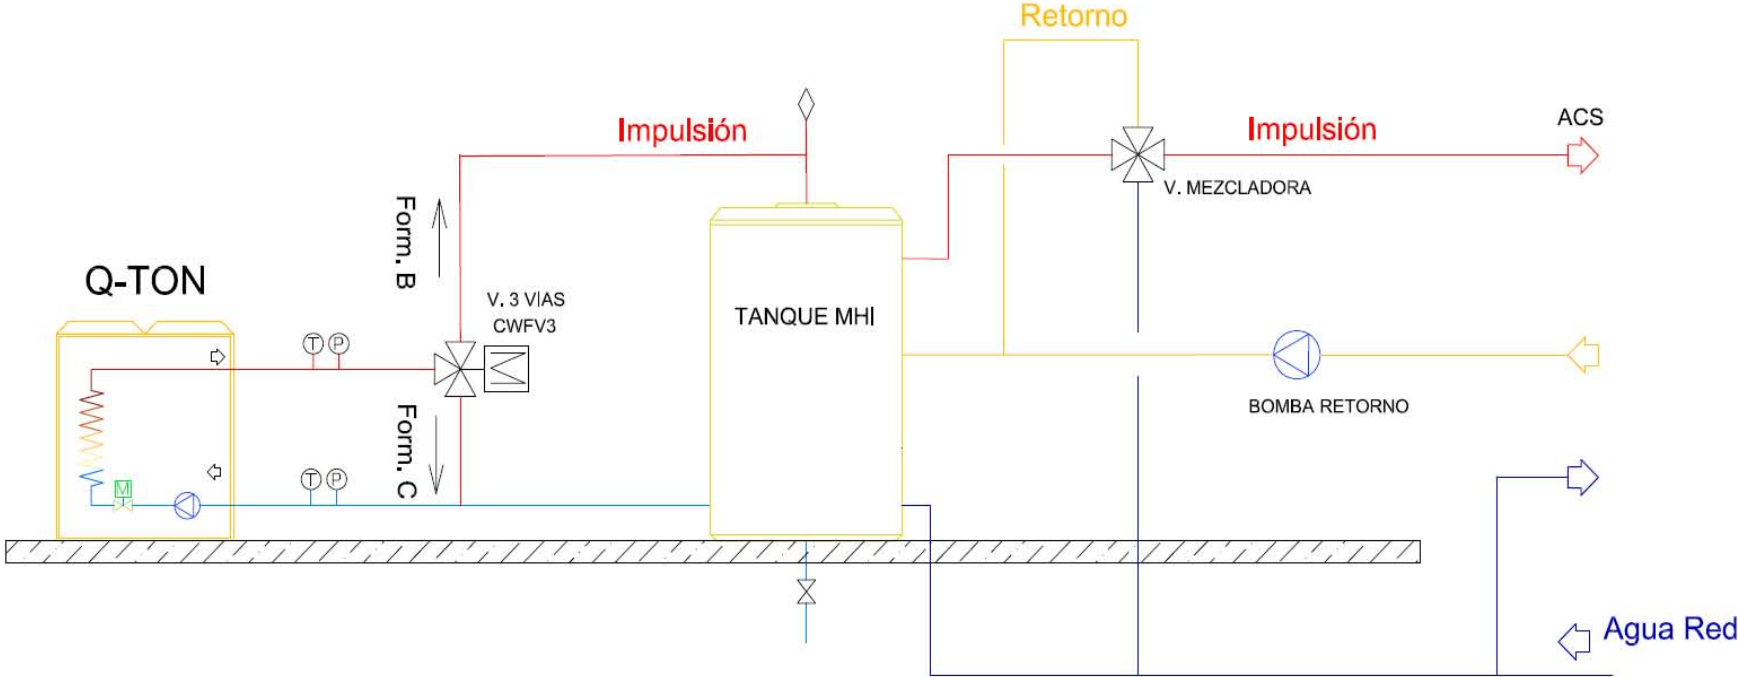 Retorno
Impulsión
Impulsión
ACS
V. MEZCLADORA
Form. B
Q-TON
V. 3 VIAS
CWFV3
TANQUE MHI
T P
Form. C
BOMBA RETORNO
T P
M
Agua Red